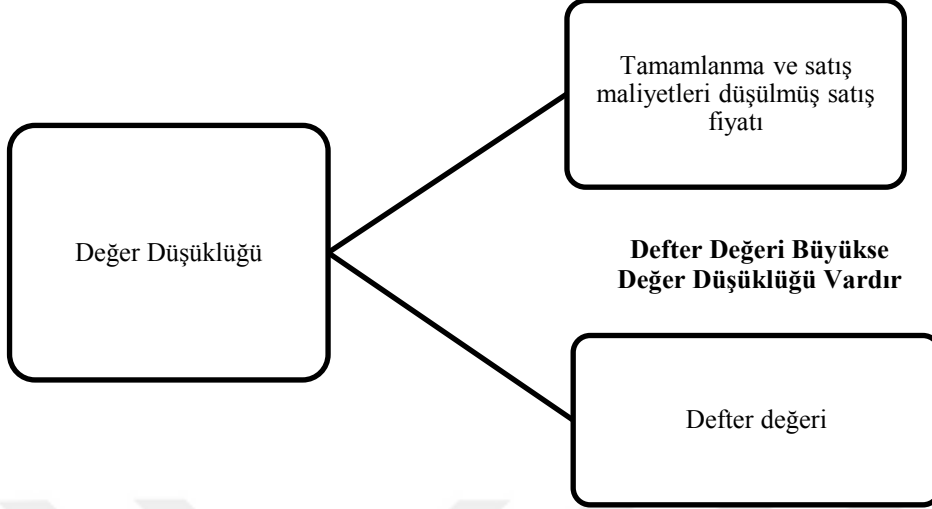 Tamamlanma ve satış
maliyetleri düşülmüş satış
fiyatı
Değer Düşüklüğü
Defter Değeri Büyükse
Değer Düşüklüğü Vardır
Defter değeri